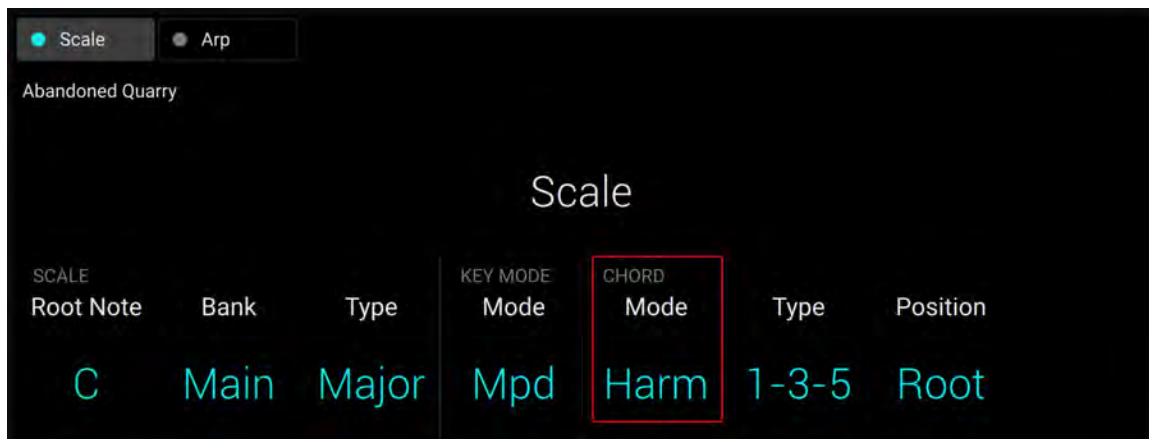 Scale Arp
Abandoned Quarry
Scale
SCALE KEY MODE CHORD
Root Note Bank Type Mode Mode Type Position
C Main Major Mpd Harm 1-3-5 Root